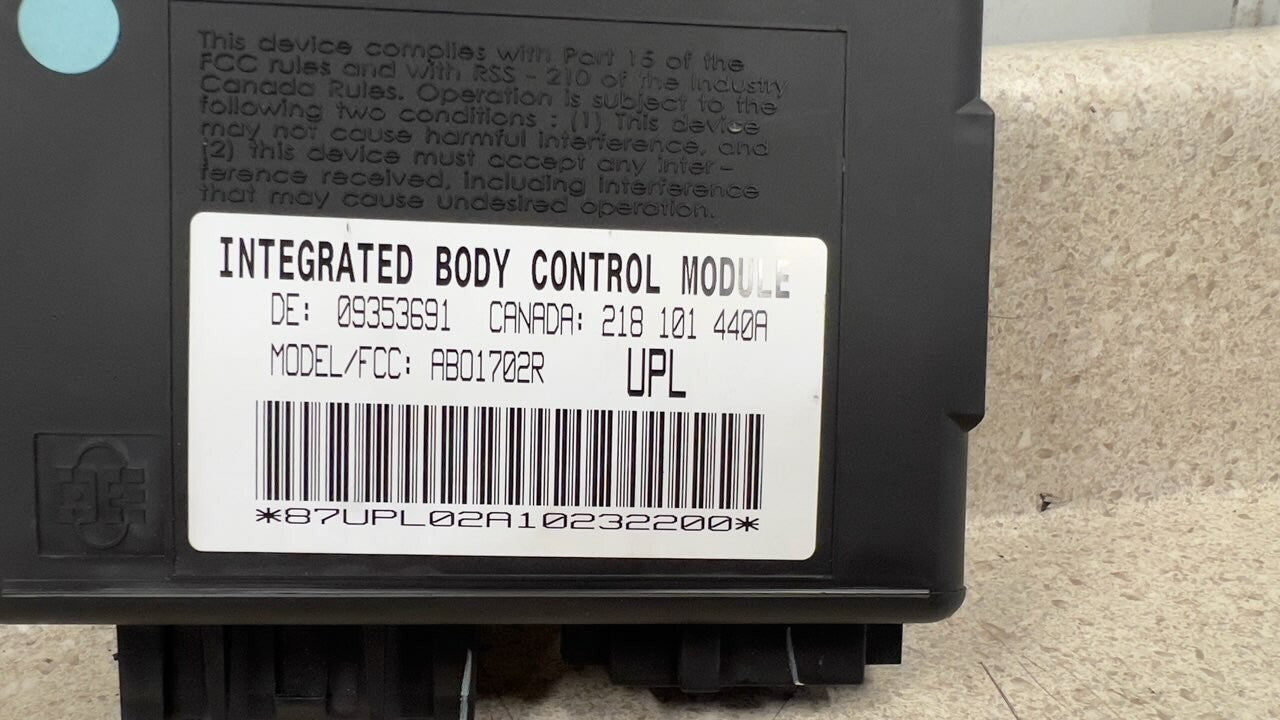 This device complies with Part 15 of the
FCC rules and with RSS - 210 of the Industry
Canada Rules. Operation is subject to the
following two conditions : (1) This device
may not cause harmful interference, and
(2) this device must accept any inter-
ference received, including interference
that may cause undesired operation.
INTEGRATED BODY CONTROL MODULE
DE: 09353691 CANADA: 218 101 440A
MODEL/FCC: ABO1702R UPL
*87UPL02A10232200*